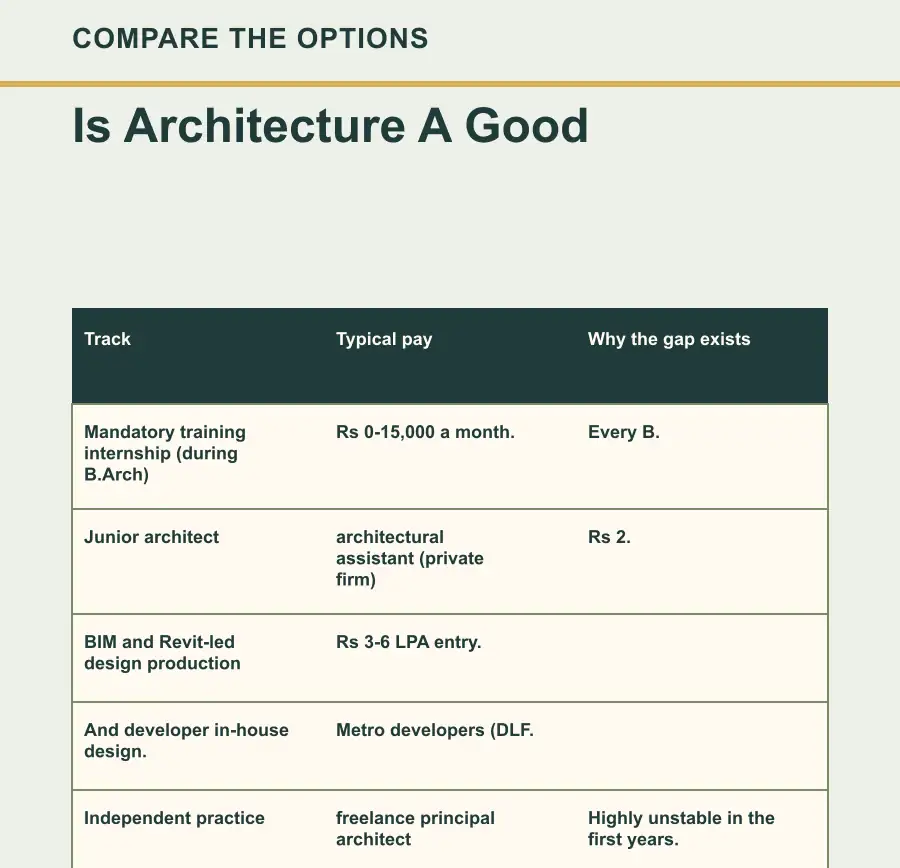 COMPARE THE OPTIONS
Is Architecture A Good
Track Typical pay Why the gap exists
Mandatory training
internship (during
B.Arch)
Rs 0-15,000 a month.
Every B.
Junior architect
architectural
assistant (private
firm)
Rs 2.
BIM and Revit-led
design production
Rs 3-6 LPA entry.
And developer in-house
design.
Metro developers (DLF.
Independent practice
freelance principal
architect
Highly unstable in the
first years.